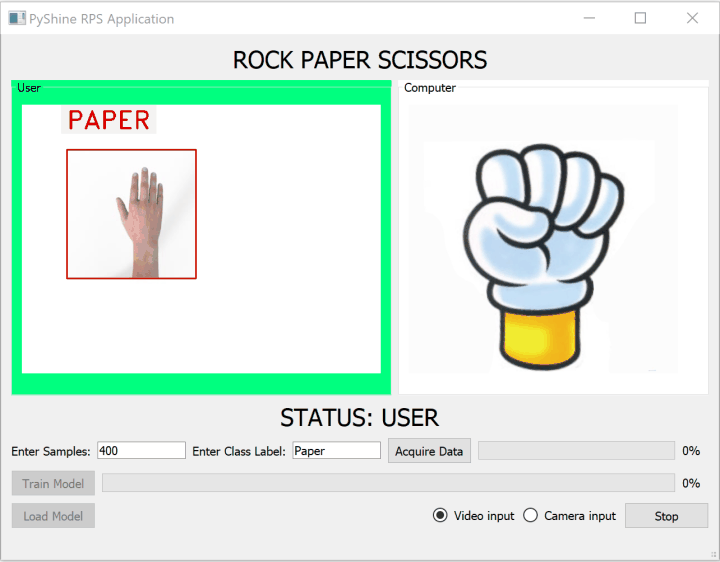 PyShine RPS Application
ROCK PAPER SCISSORS
User
Computer
PAPER
STATUS: USER
Enter Samples: 400 Enter Class Label: Paper Acquire Data 0%
Train Model 0%
Load Model Video input Camera input Stop